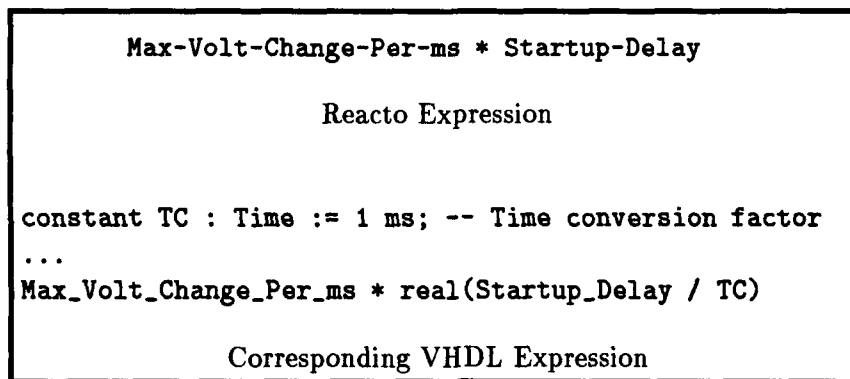 Max-Volt-Change-Per-ms * Startup-Delay
Reacto Expression
constant TC : Time := 1 ms; -- Time conversion factor
...
Max_Volt_Change_Per_ms * real(Startup_Delay / TC)
Corresponding VHDL Expression